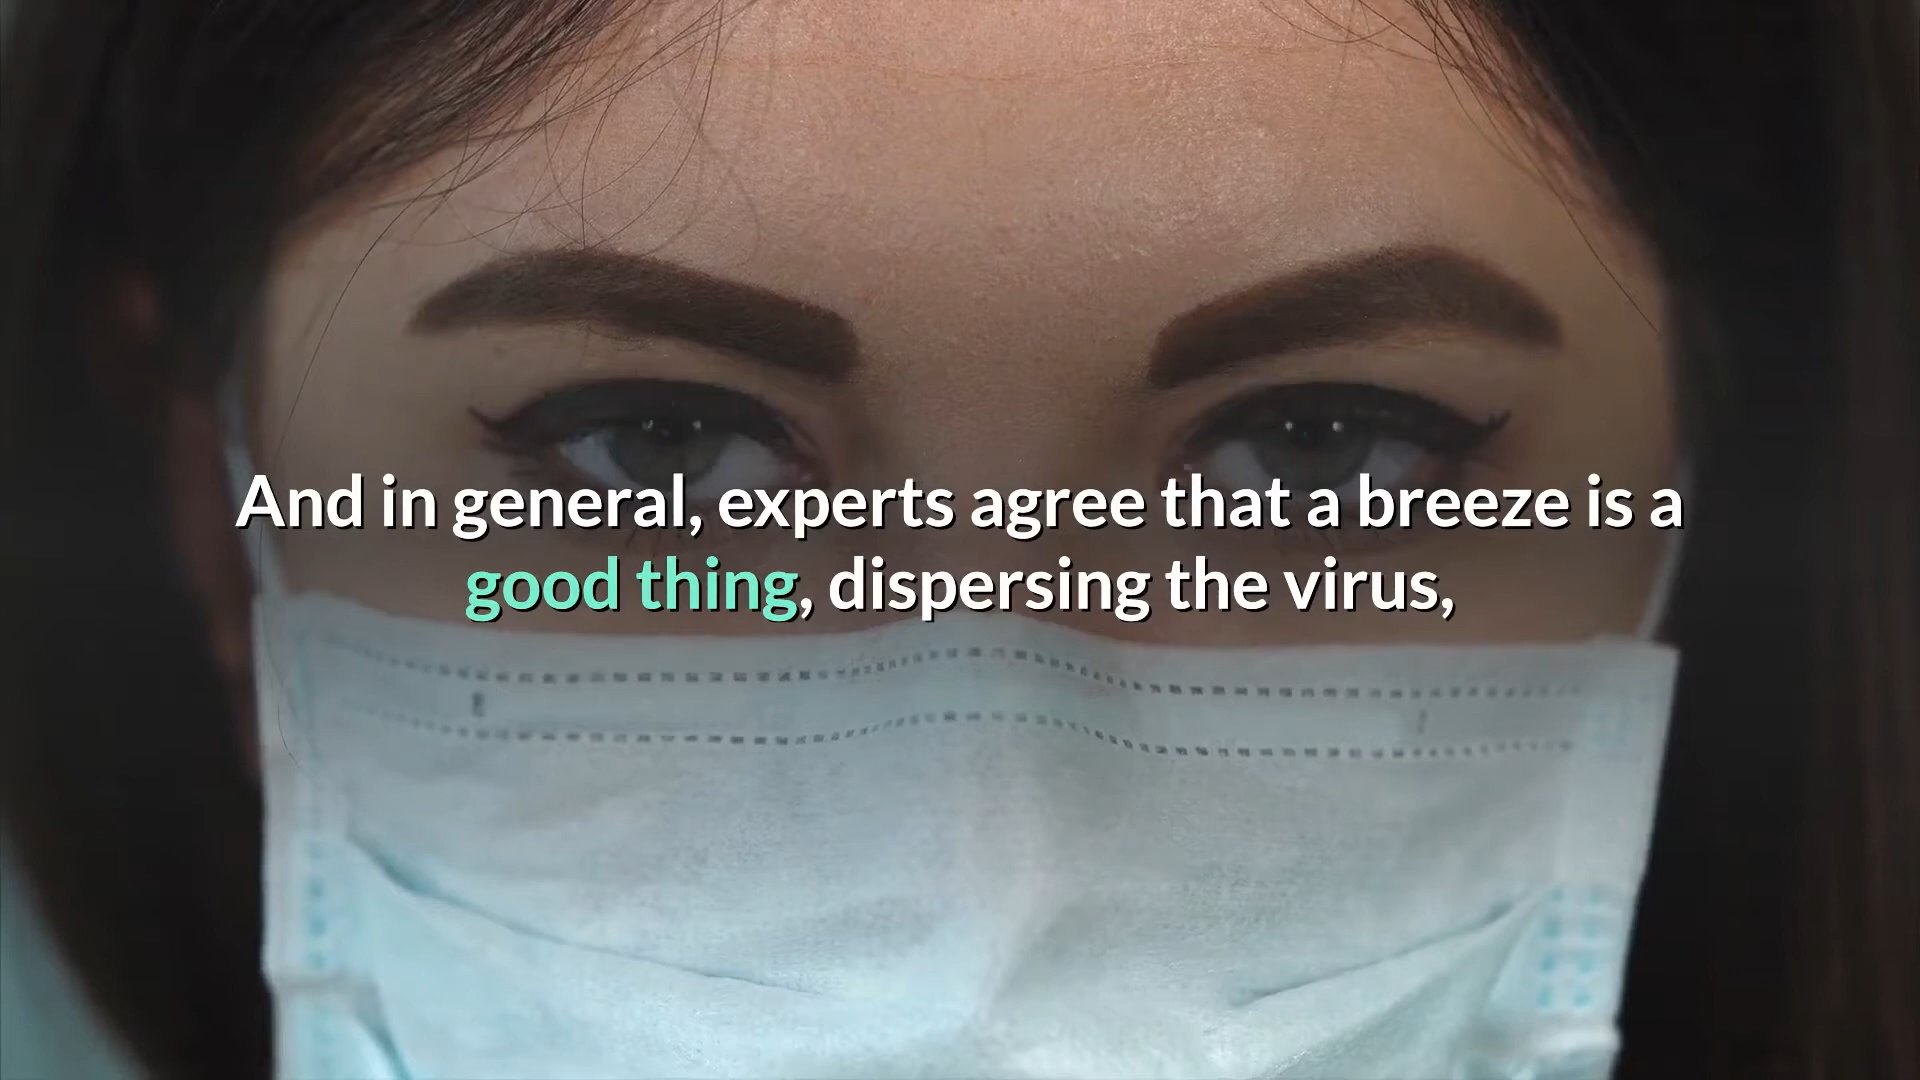 And in general, experts agree that a breeze is a
good thing, dispersing the virus,